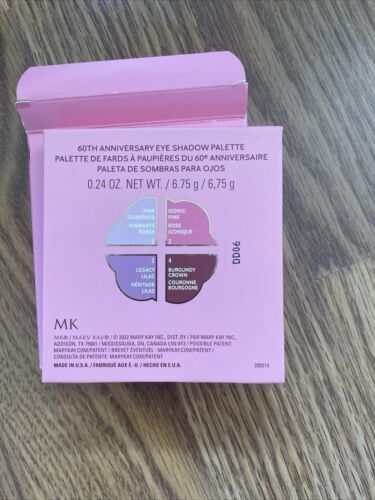 60TH ANNIVERSARY EYE SHADOW PALETTE
PALETTE DE FARDS À PAUPIÈRES DU 60e ANNIVERSAIRE
PALETA DE SOMBRAS PARA OJOS
0.24 OZ. NET WT. / 6.75 g / 6,75 g
PINK
DIAMONDS
DIAMANTS
ROSES
1
ICONIC
PINK
ROSE
ICONIQUE
2
3
LEGACY
LILAC
HÉRITAGE
LILAS
4
BURGUNDY
CROWN
COURONNE
BOURGOGNE
DD06
MK
MK® / MARY KAY® / © 2022 MARY KAY INC., DIST. BY / PAR MARY KAY INC.,
ADDISON, TX 75001 / MISSISSAUGA, ON, CANADA L5N 0Y2 / POSSIBLE PATENT:
MARYKAY.COM/PATENT / BREVET ÉVENTUEL : MARYKAY.COM/PATENT /
CONSULTA DE PATENTE: MARYKAY.COM/PATENT
MADE IN U.S.A. / FABRIQUÉ AUX É.-U. / HECHO EN E.U.A.
209215